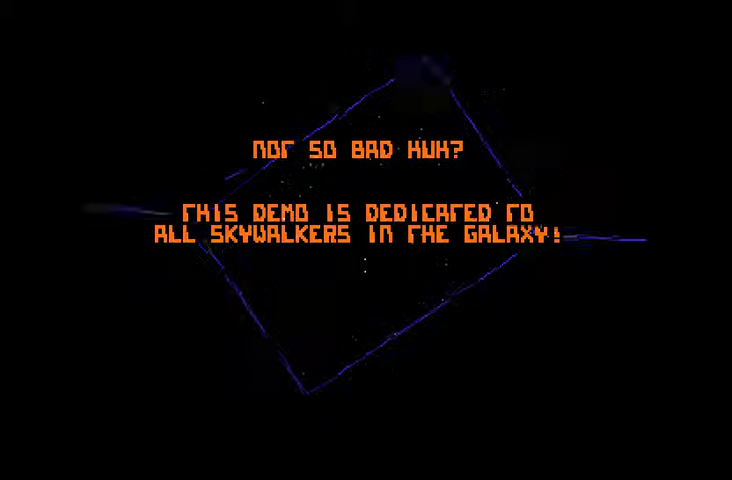 NOT SO BAD HUH?
THIS DEMO IS DEDICATED TO
ALL SKYWALKERS IN THE GALAXY!